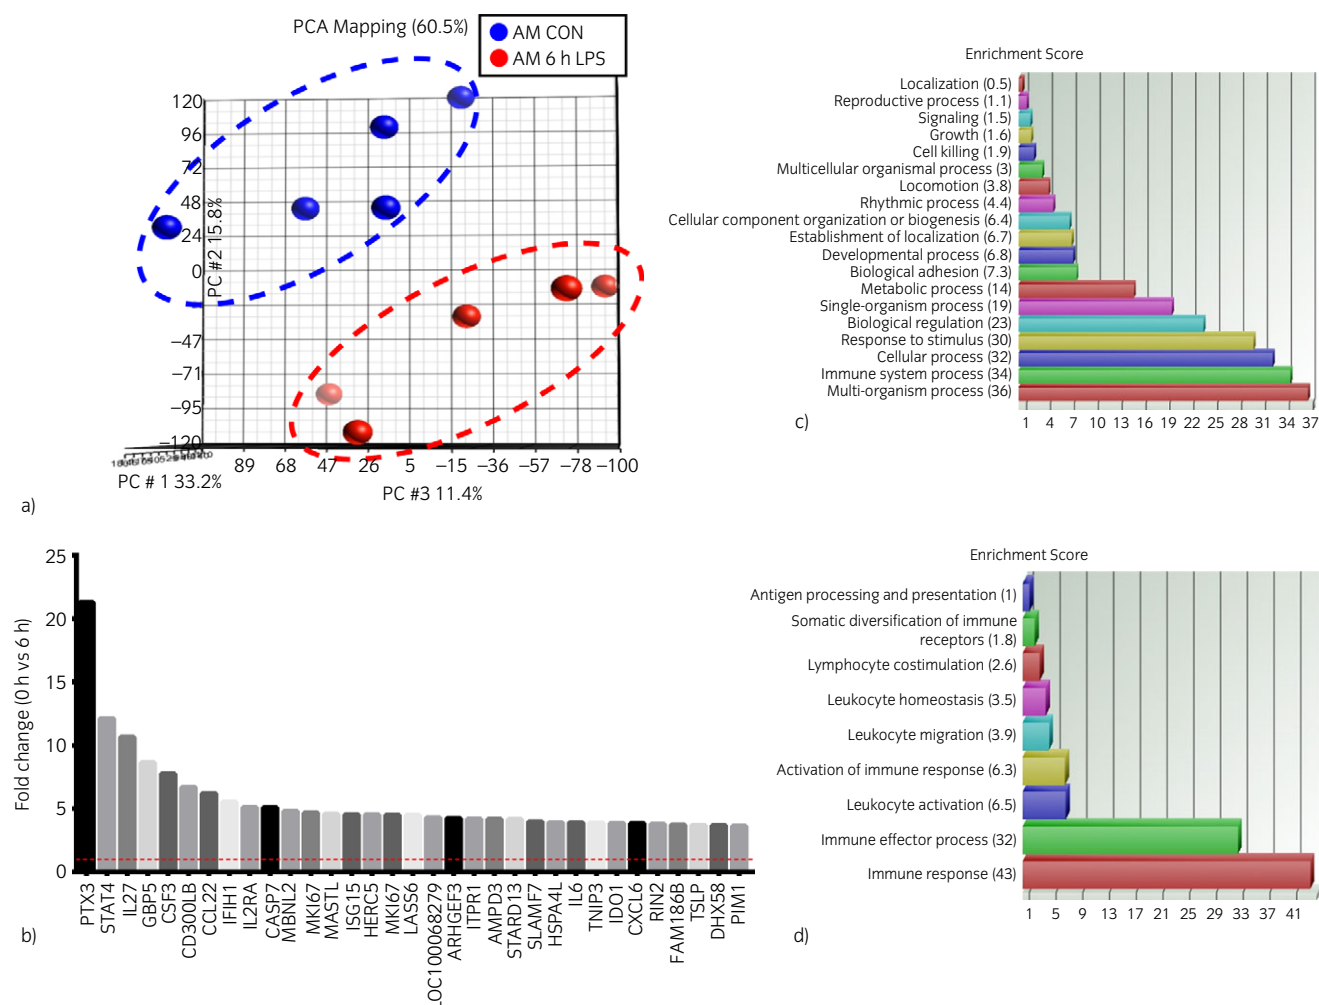 PCA Mapping (60.5%)
AM CON
AM 6 h LPS
120
96
72
48
24
0
−47
−71
−95
−120
PC #2 15.8%
89 68 47 26 5 −15 −36 −57 −78 −100
PC # 1 33.2%
PC #3 11.4%
a)
Enrichment Score
Localization (0.5)
Reproductive process (1.1)
Signaling (1.5)
Growth (1.6)
Cell killing (1.9)
Multicellular organismal process (3)
Locomotion (3.8)
Rhythmic process (4.4)
Cellular component organization or biogenesis (6.4)
Establishment of localization (6.7)
Developmental process (6.8)
Biological adhesion (7.3)
Metabolic process (14)
Single-organism process (19)
Biological regulation (23)
Response to stimulus (30)
Cellular process (32)
Immune system process (34)
Multi-organism process (36)
1 4 7 10 13 16 19 22 25 28 31 34 37
c)
25
20
15
10
5
0
Fold change (0 h vs 6 h)
PTX3
STAT4
IL27
GBP5
CSF3
CD300LB
CCL22
IFIH1
IL2RA
CASP7
MBNL2
MKI67
MASTL
ISG15
HERC5
MKI67
LASS6
LOC100068279
ARHGEF3
ITPR1
AMPD3
STARD13
SLAMF7
HSPA4L
IL6
TNIP3
IDO1
CXCL6
RIN2
FAM186B
TSLP
DHX58
PIM1
b)
Enrichment Score
Antigen processing and presentation (1)
Somatic diversification of immune
receptors (1.8)
Lymphocyte costimulation (2.6)
Leukocyte homeostasis (3.5)
Leukocyte migration (3.9)
Activation of immune response (6.3)
Leukocyte activation (6.5)
Immune effector process (32)
Immune response (43)
1 5 9 13 17 21 25 29 33 37 41
d)